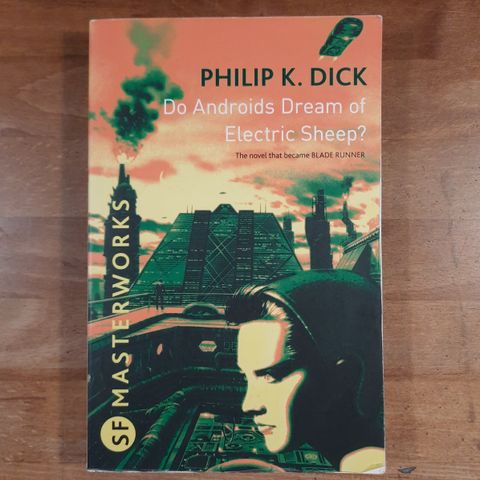 PHILIP K. DICK
Do Androids Dream of
Electric Sheep?
The novel that became BLADE RUNNER
SF MASTERWORKS